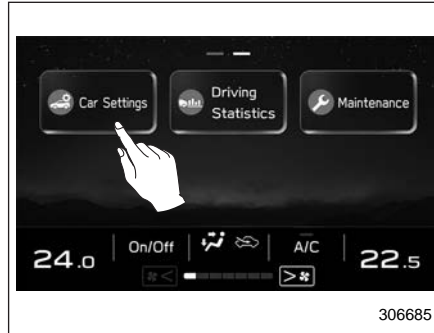 Car Settings
Driving
Statistics
Maintenance
24.0
On/Off
A/C
22.5
<
>
306685